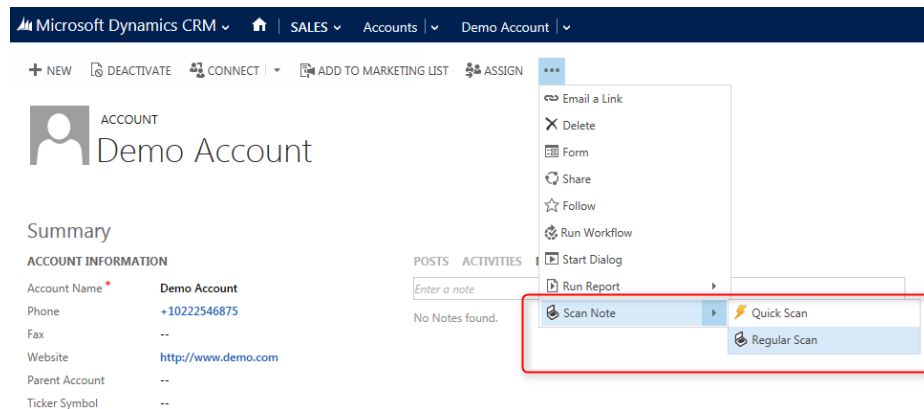 Microsoft Dynamics CRM SALES Accounts Demo Account
NEW DEACTIVATE CONNECT ADD TO MARKETING LIST ASSIGN ...
Email a Link
Delete
Form
Share
Follow
Run Workflow
Start Dialog
Run Report
Scan Note
Quick Scan
Regular Scan
ACCOUNT
Demo Account
Summary
ACCOUNT INFORMATION
Account Name * Demo Account
Phone +10222546875
Fax --
Website http://www.demo.com
Parent Account --
Ticker Symbol --
POSTS ACTIVITIES
Enter a note
No Notes found.